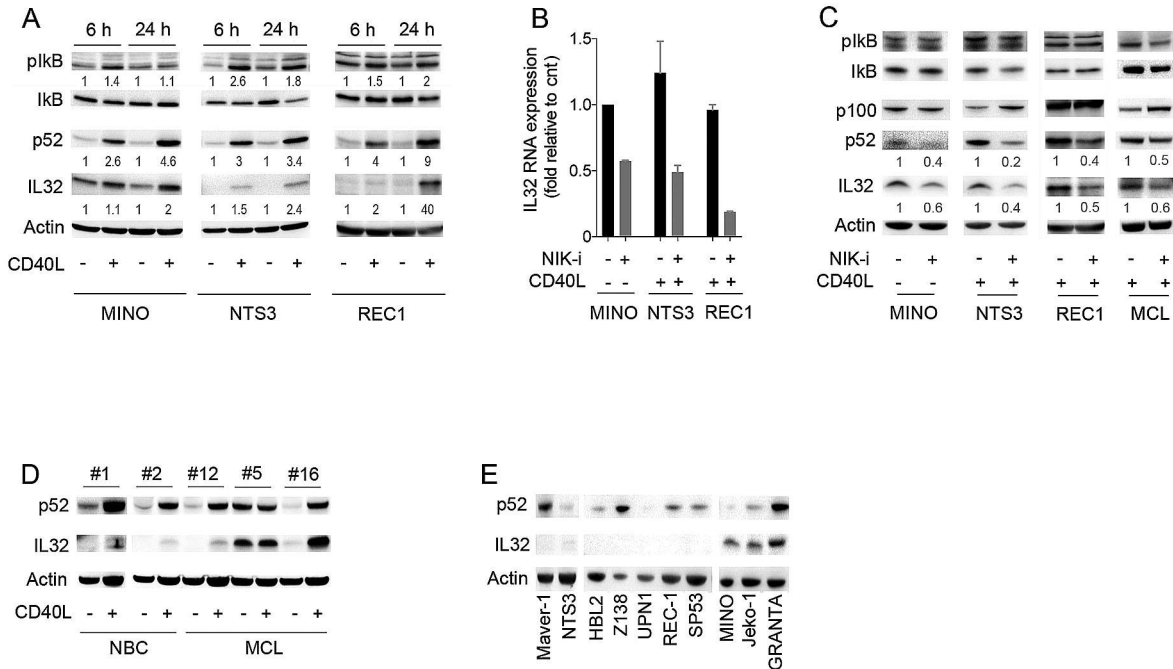 A
6 h 24 h 6 h 24 h 6 h 24 h
pIkB
1 1.4 1 1.1 1 2.6 1 1.8 1 1.5 1 2
IkB
p52
1 2.6 1 4.6 1 3 1 3.4 1 4 1 9
IL32
1 1.1 1 2 1 1.5 1 2.4 1 2 1 40
Actin
CD40L - + - + - + - + - + - +
MINO NTS3 REC1
B
IL32 RNA expression
(fold relative to cnt)
1.5
1.0
0.5
0.0
NIK-i - + - + - +
CD40L - - + + + +
MINO NTS3 REC1
C
pIkB
IkB
p100
p52
1 0.4 1 0.2 1 0.4 1 0.5
IL32
1 0.6 1 0.4 1 0.5 1 0.6
Actin
NIK-i - + - + - + - +
CD40L - - + + + + + +
MINO NTS3 REC1 MCL
D
#1 #2 #12 #5 #16
p52
IL32
Actin
CD40L - + - + - + - + - +
NBC MCL
E
p52
IL32
Actin
Maver-1
NTS3
HBL2
Z138
UPN1
REC-1
SP53
MINO
Jeko-1
GRANTA